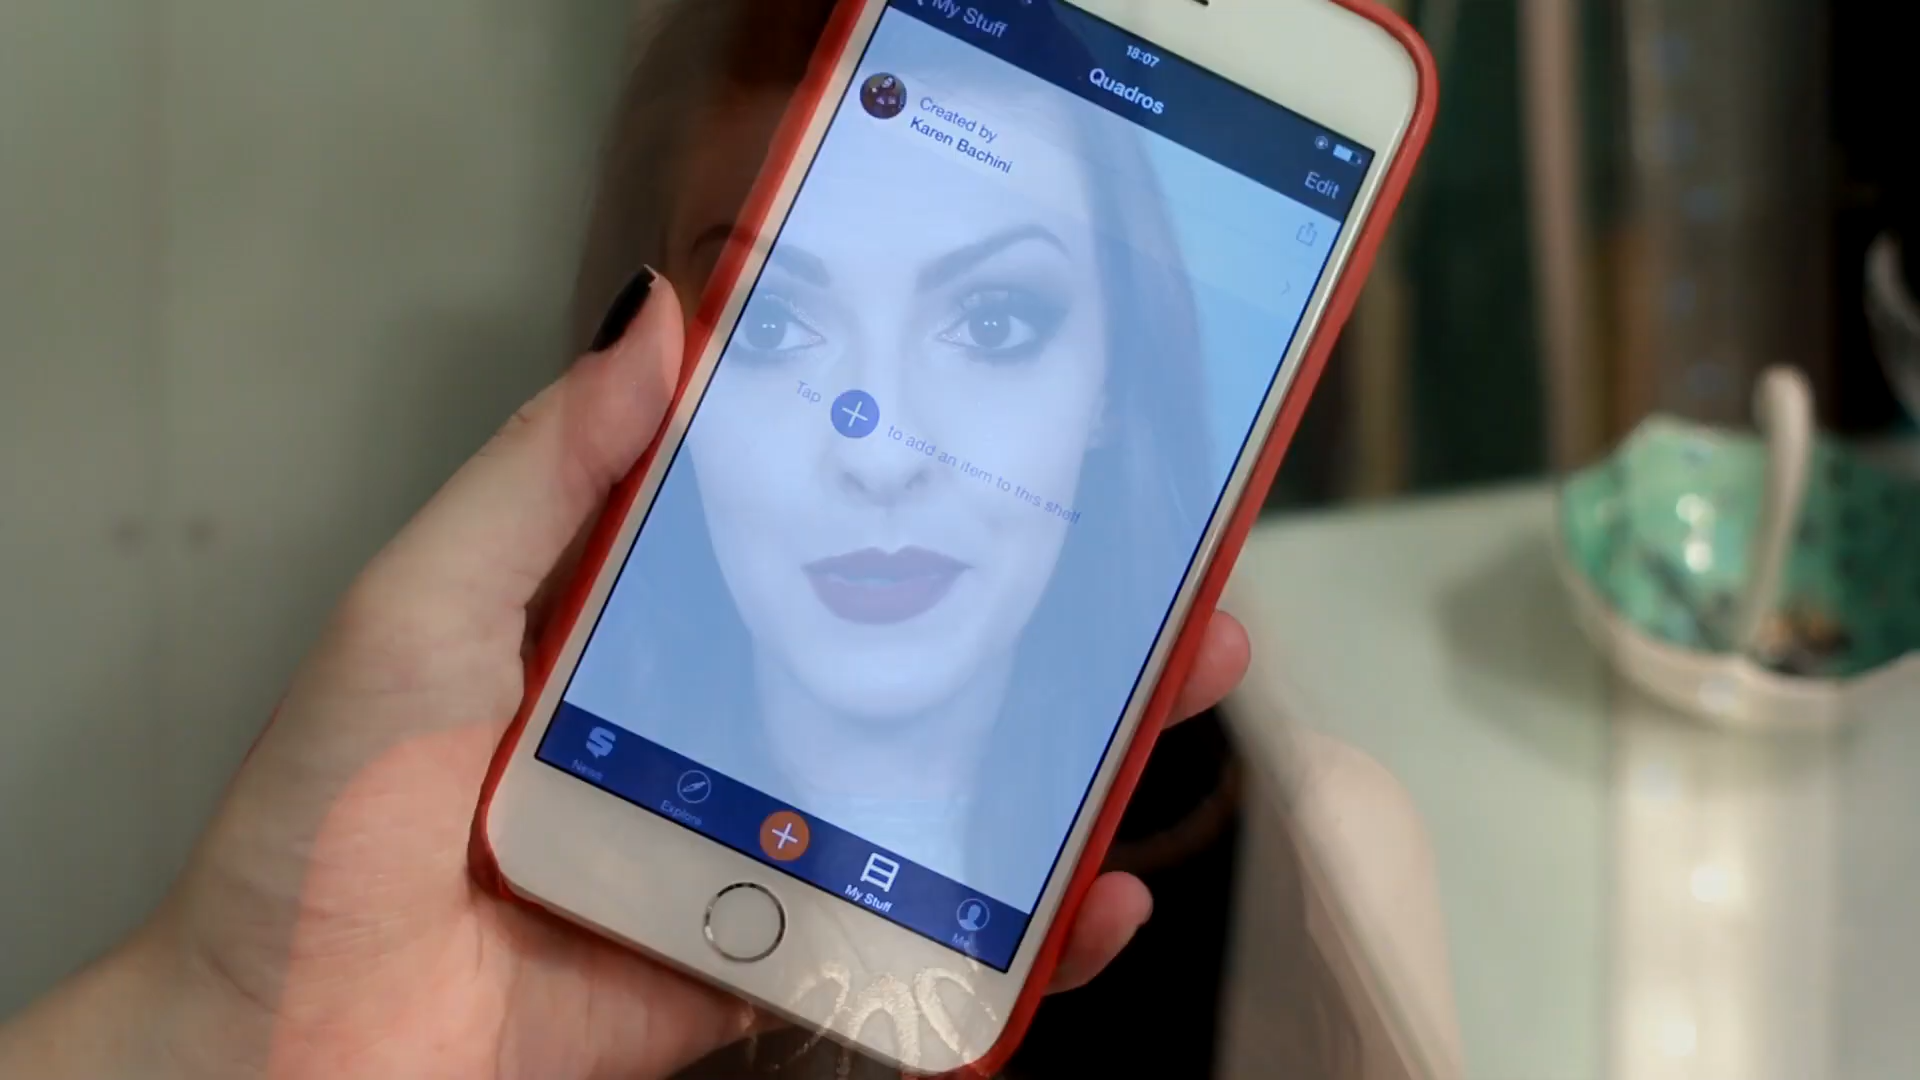 My Stuff
18:07
Quadros
Edit
Created by
Karen Bachini
Tap + to add an item to this shelf
News
Explore
My Stuff
Me